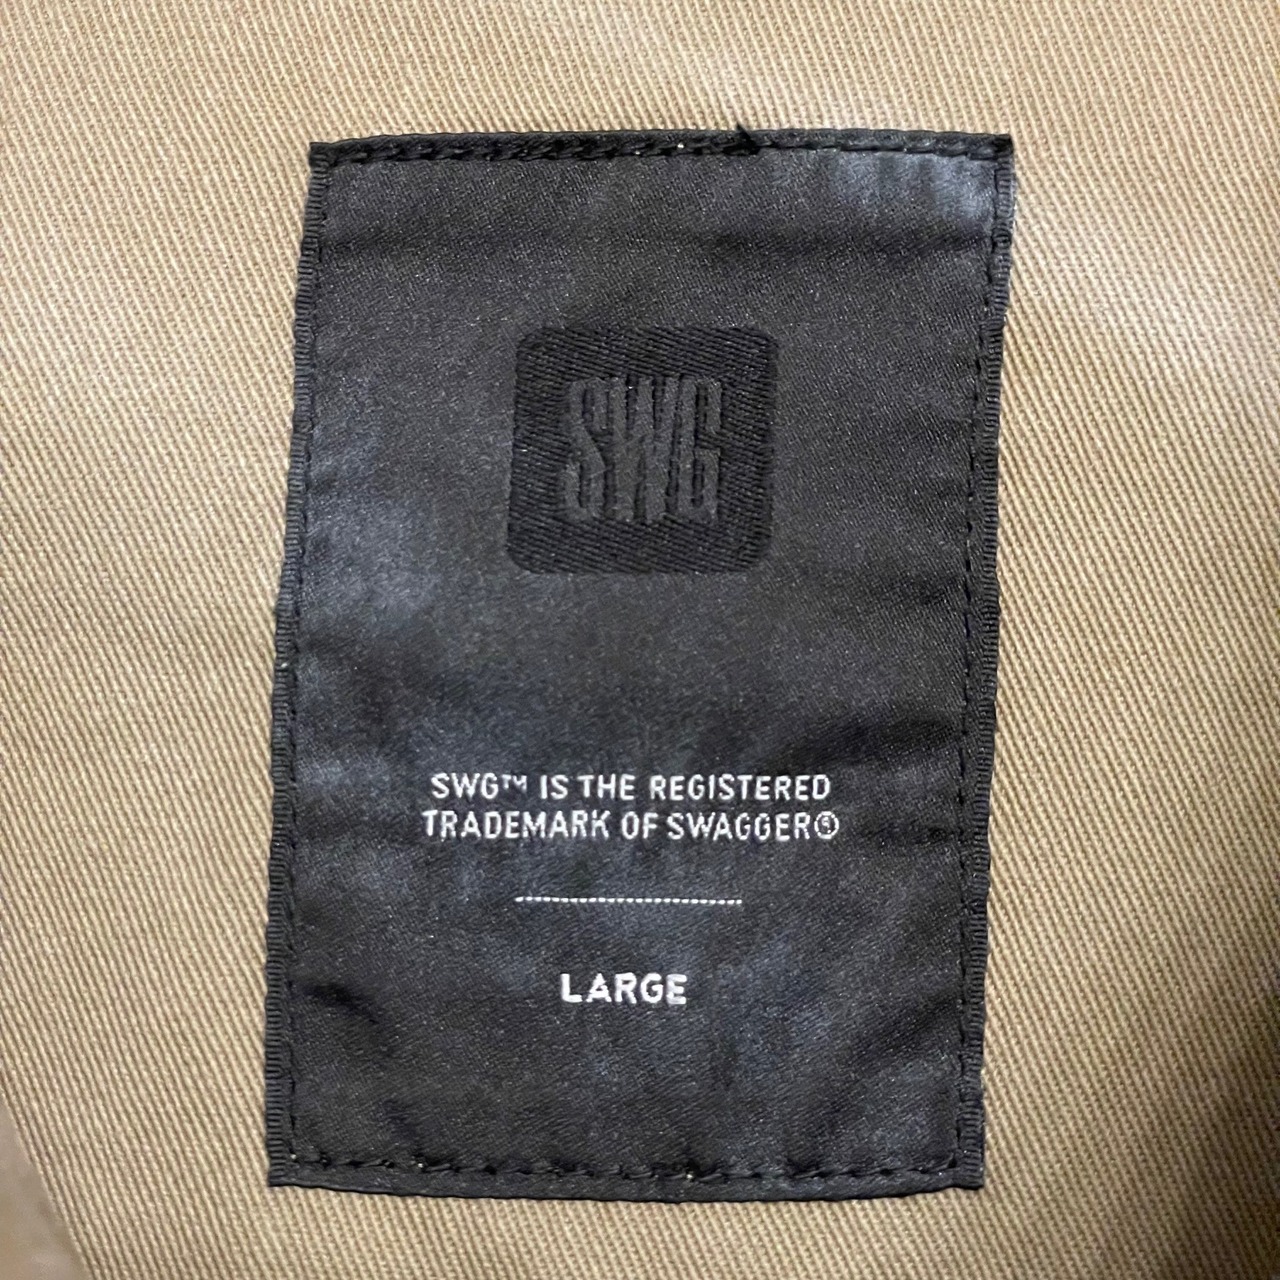 SWG
SWG™ IS THE REGISTERED
TRADEMARK OF SWAGGER®
LARGE